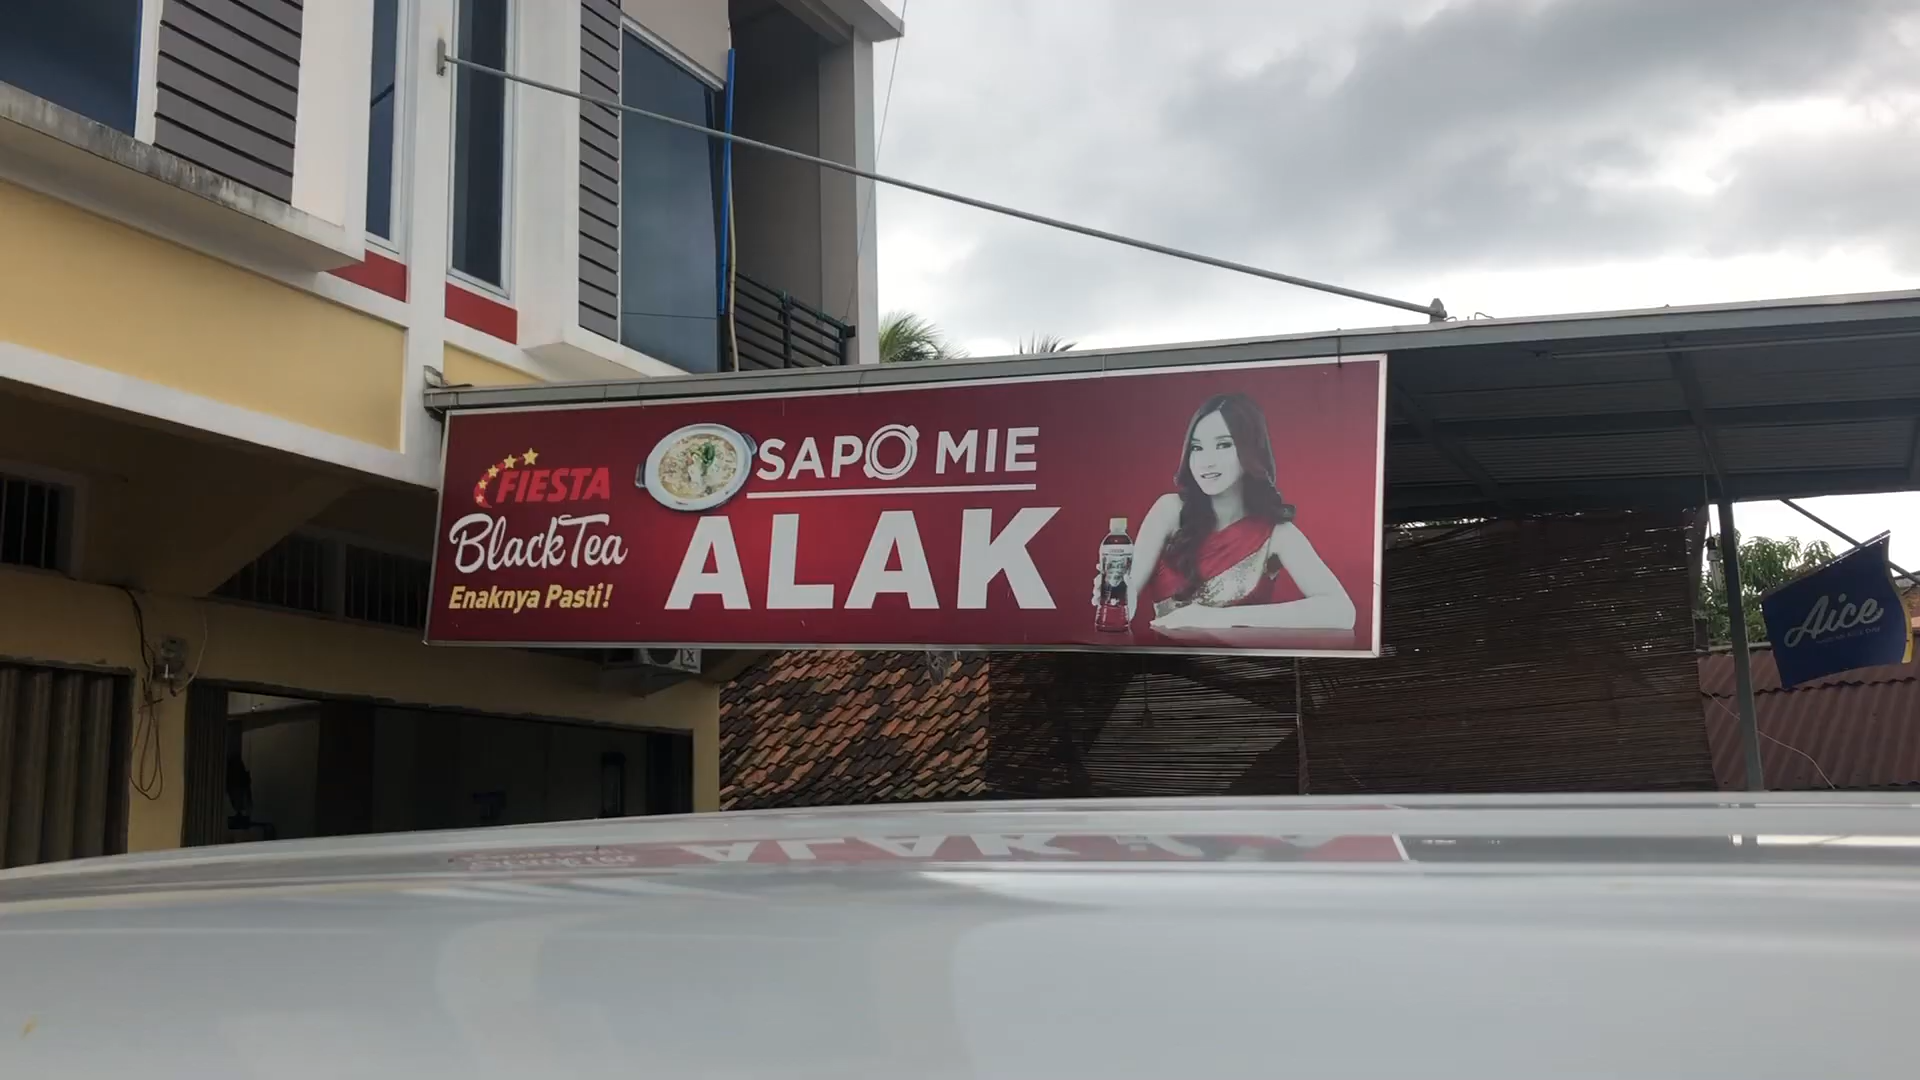 FIESTA
Black Tea
Enaknya Pasti!
SAPO MIE
ALAK
Aice